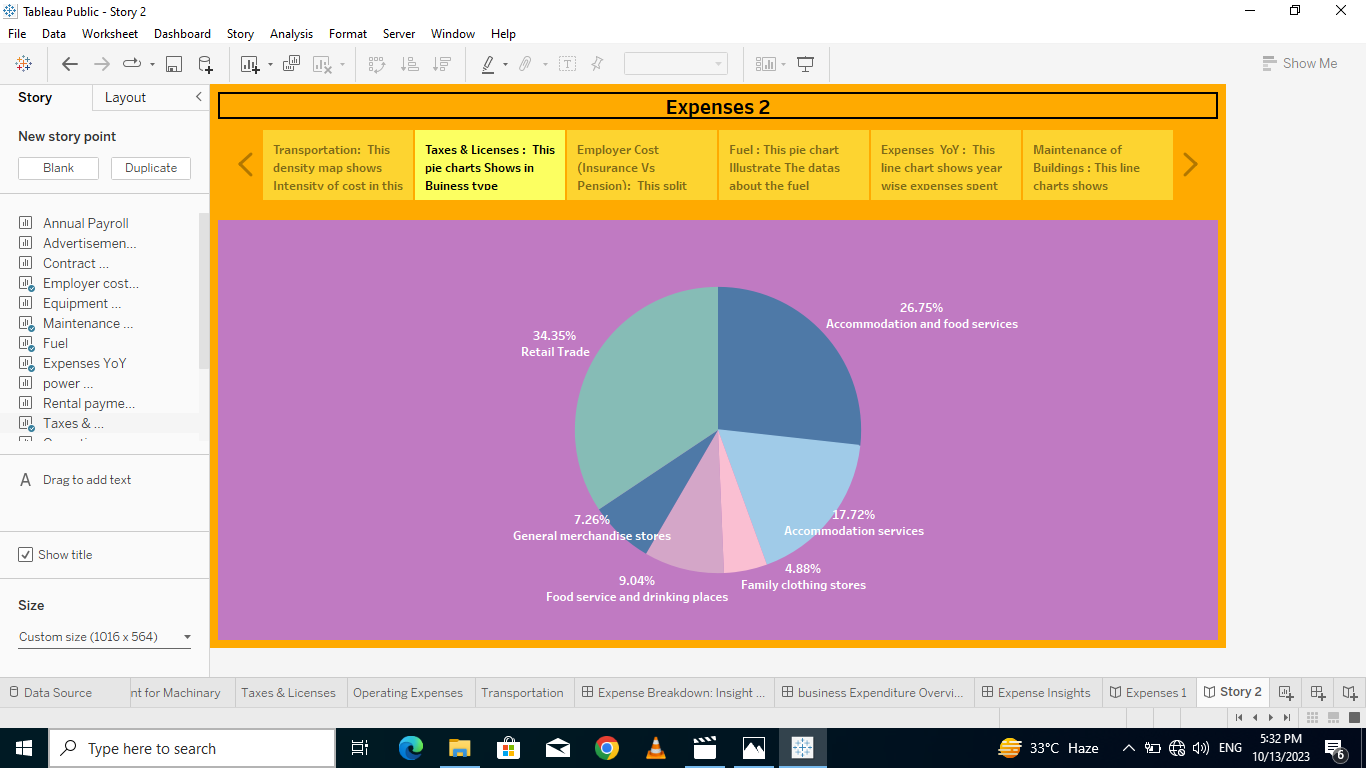 Tableau Public - Story 2
File Data Worksheet Dashboard Story Analysis Format Server Window Help
Show Me
Story Layout
New story point
Blank Duplicate
Annual Payroll
Advertisemen...
Contract ...
Employer cost...
Equipment ...
Maintenance ...
Fuel
Expenses YoY
power ...
Rental payme...
Taxes & ...
A Drag to add text
Show title
Size
Custom size (1016 x 564)
Expenses 2
Transportation: This
density map shows
Intensity of cost in this
Taxes & Licenses : This
pie charts Shows in
Buiness type
Employer Cost
(Insurance Vs
Pension): This split
Fuel : This pie chart
Illustrate The datas
about the fuel
Expenses YoY : This
line chart shows year
wise expenses spent
Maintenance of
Buildings : This line
charts shows
26.75%
Accommodation and food services
34.35%
Retail Trade
17.72%
Accommodation services
7.26%
General merchandise stores
4.88%
Family clothing stores
9.04%
Food service and drinking places
Data Source nt for Machinary Taxes & Licenses Operating Expenses Transportation Expense Breakdown: Insight ... business Expenditure Overvi... Expense Insights Expenses 1 Story 2
Type here to search
33°C Haze
ENG
5:32 PM
10/13/2023
6